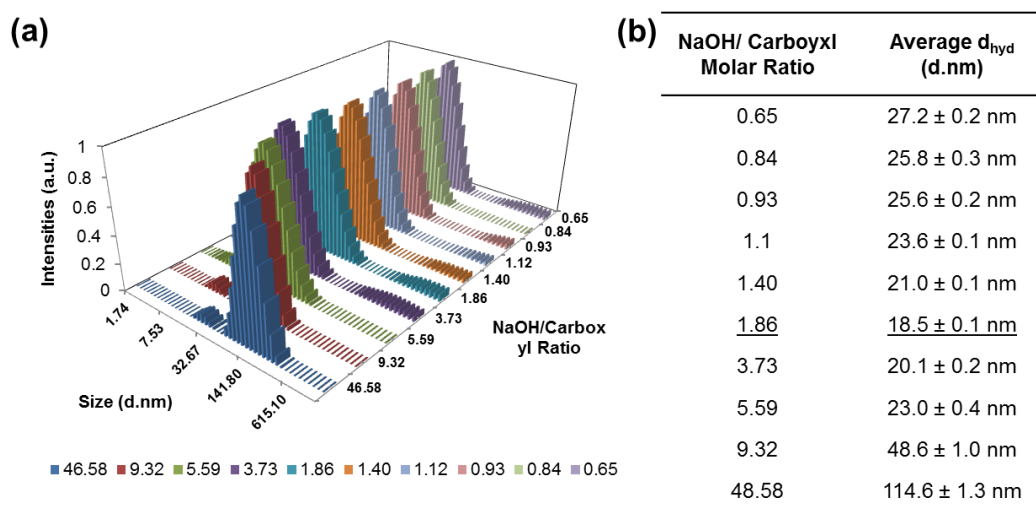 (a)
Intensities (a.u.)
1
0.8
0.6
0.4
0.2
0
1.74
7.53
32.67
141.80
615.10
Size (d.nm)
0.65
0.84
0.93
1.12
1.40
1.86
3.73
5.59
9.32
46.58
NaOH/Carbox
yl Ratio
46.58 9.32 5.59 3.73 1.86 1.40 1.12 0.93 0.84 0.65
(b)
NaOH/ Carboyxl Average dhyd
Molar Ratio (d.nm)
0.65 27.2 ± 0.2 nm
0.84 25.8 ± 0.3 nm
0.93 25.6 ± 0.2 nm
1.1 23.6 ± 0.1 nm
1.40 21.0 ± 0.1 nm
1.86 18.5 ± 0.1 nm
3.73 20.1 ± 0.2 nm
5.59 23.0 ± 0.4 nm
9.32 48.6 ± 1.0 nm
48.58 114.6 ± 1.3 nm